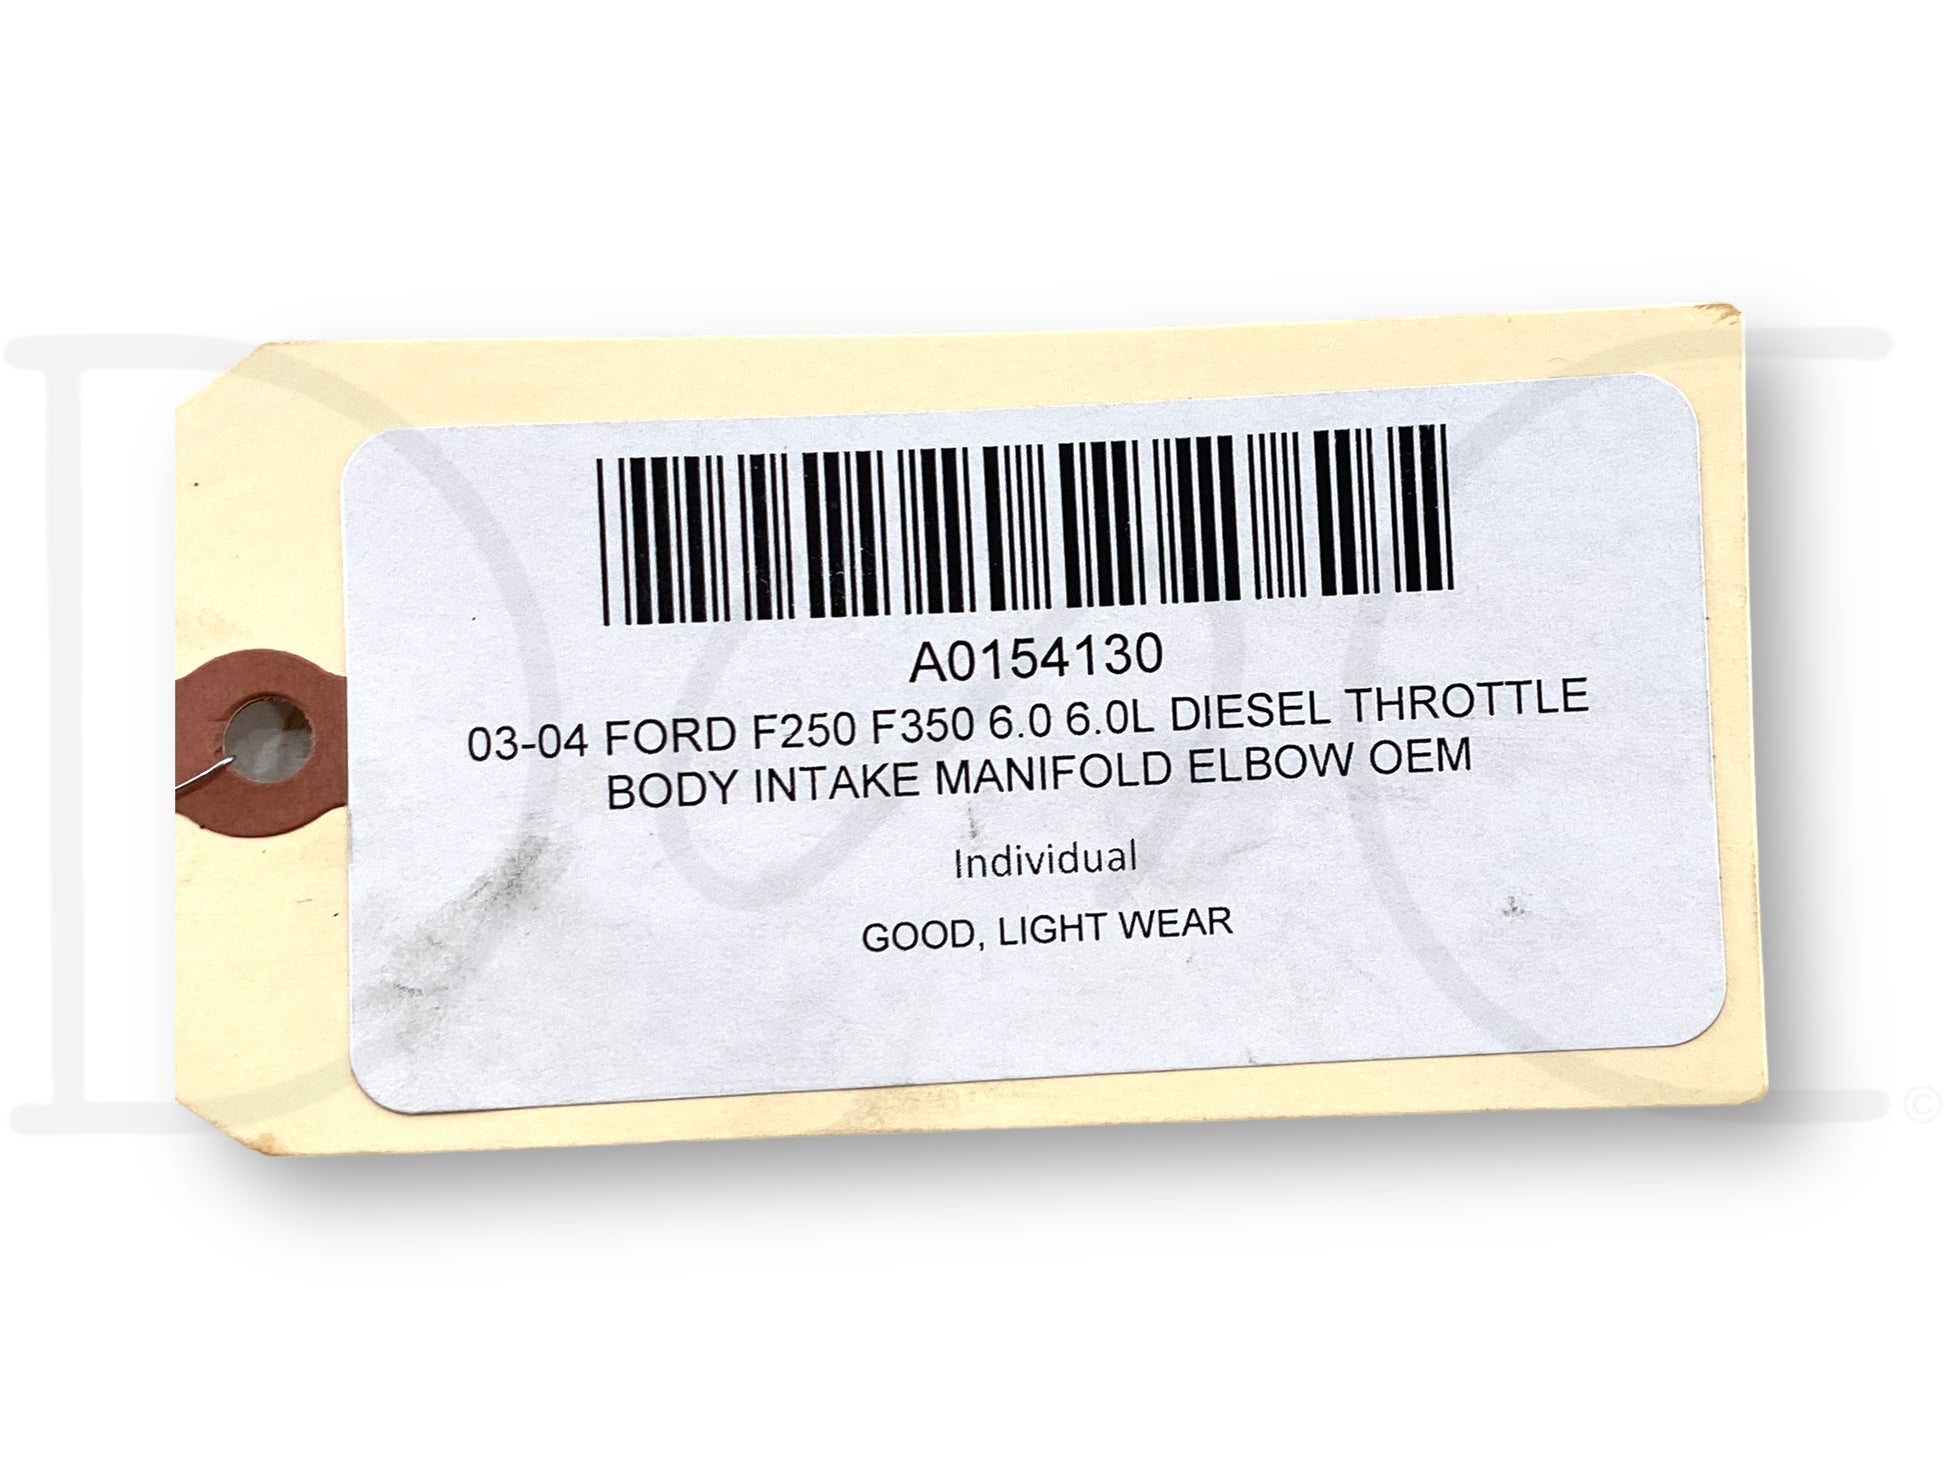 A0154130
03-04 FORD F250 F350 6.0 6.0L DIESEL THROTTLE
BODY INTAKE MANIFOLD ELBOW OEM
Individual
GOOD, LIGHT WEAR
©